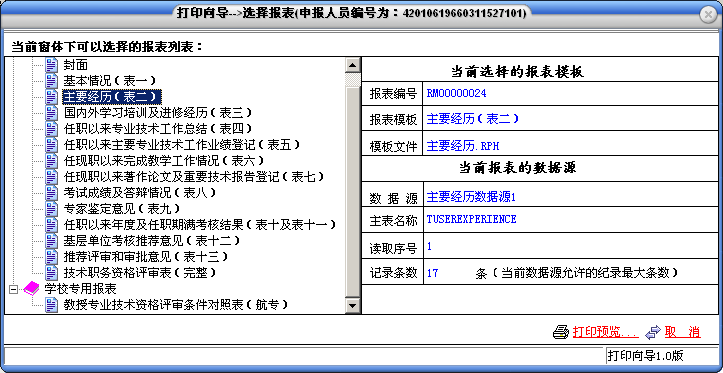 打印向导-->选择报表(申报人员编号为：42010619660311527101)
当前窗体下可以选择的报表列表：
封面
基本情况（表一）
主要经历（表二）
国内外学习培训及进修经历（表三）
任职以来专业技术工作总结（表四）
任职以来主要专业技术工作业绩登记（表五）
任现职以来完成教学工作情况（表六）
任现职以来著作论文及重要技术报告登记（表七）
考试成绩及答辩情况（表八）
专家鉴定意见（表九）
任职以来年度及任职期满考核结果（表十及表十一）
基层单位考核推荐意见（表十二）
推荐评审和审批意见（表十三）
技术职务资格评审表（完整）
学校专用报表
教授专业技术资格评审条件对照表（航专）
当前选择的报表模板
报表编号 RM00000024
报表模板 主要经历（表二）
模板文件 主要经历.RPH
当前报表的数据源
数 据 源 主要经历数据源1
主表名称 TUSEREXPERIENCE
读取序号 1
记录条数 17 条（当前数据源允许的纪录最大条数）
打印预览... 取 消
打印向导1.0版